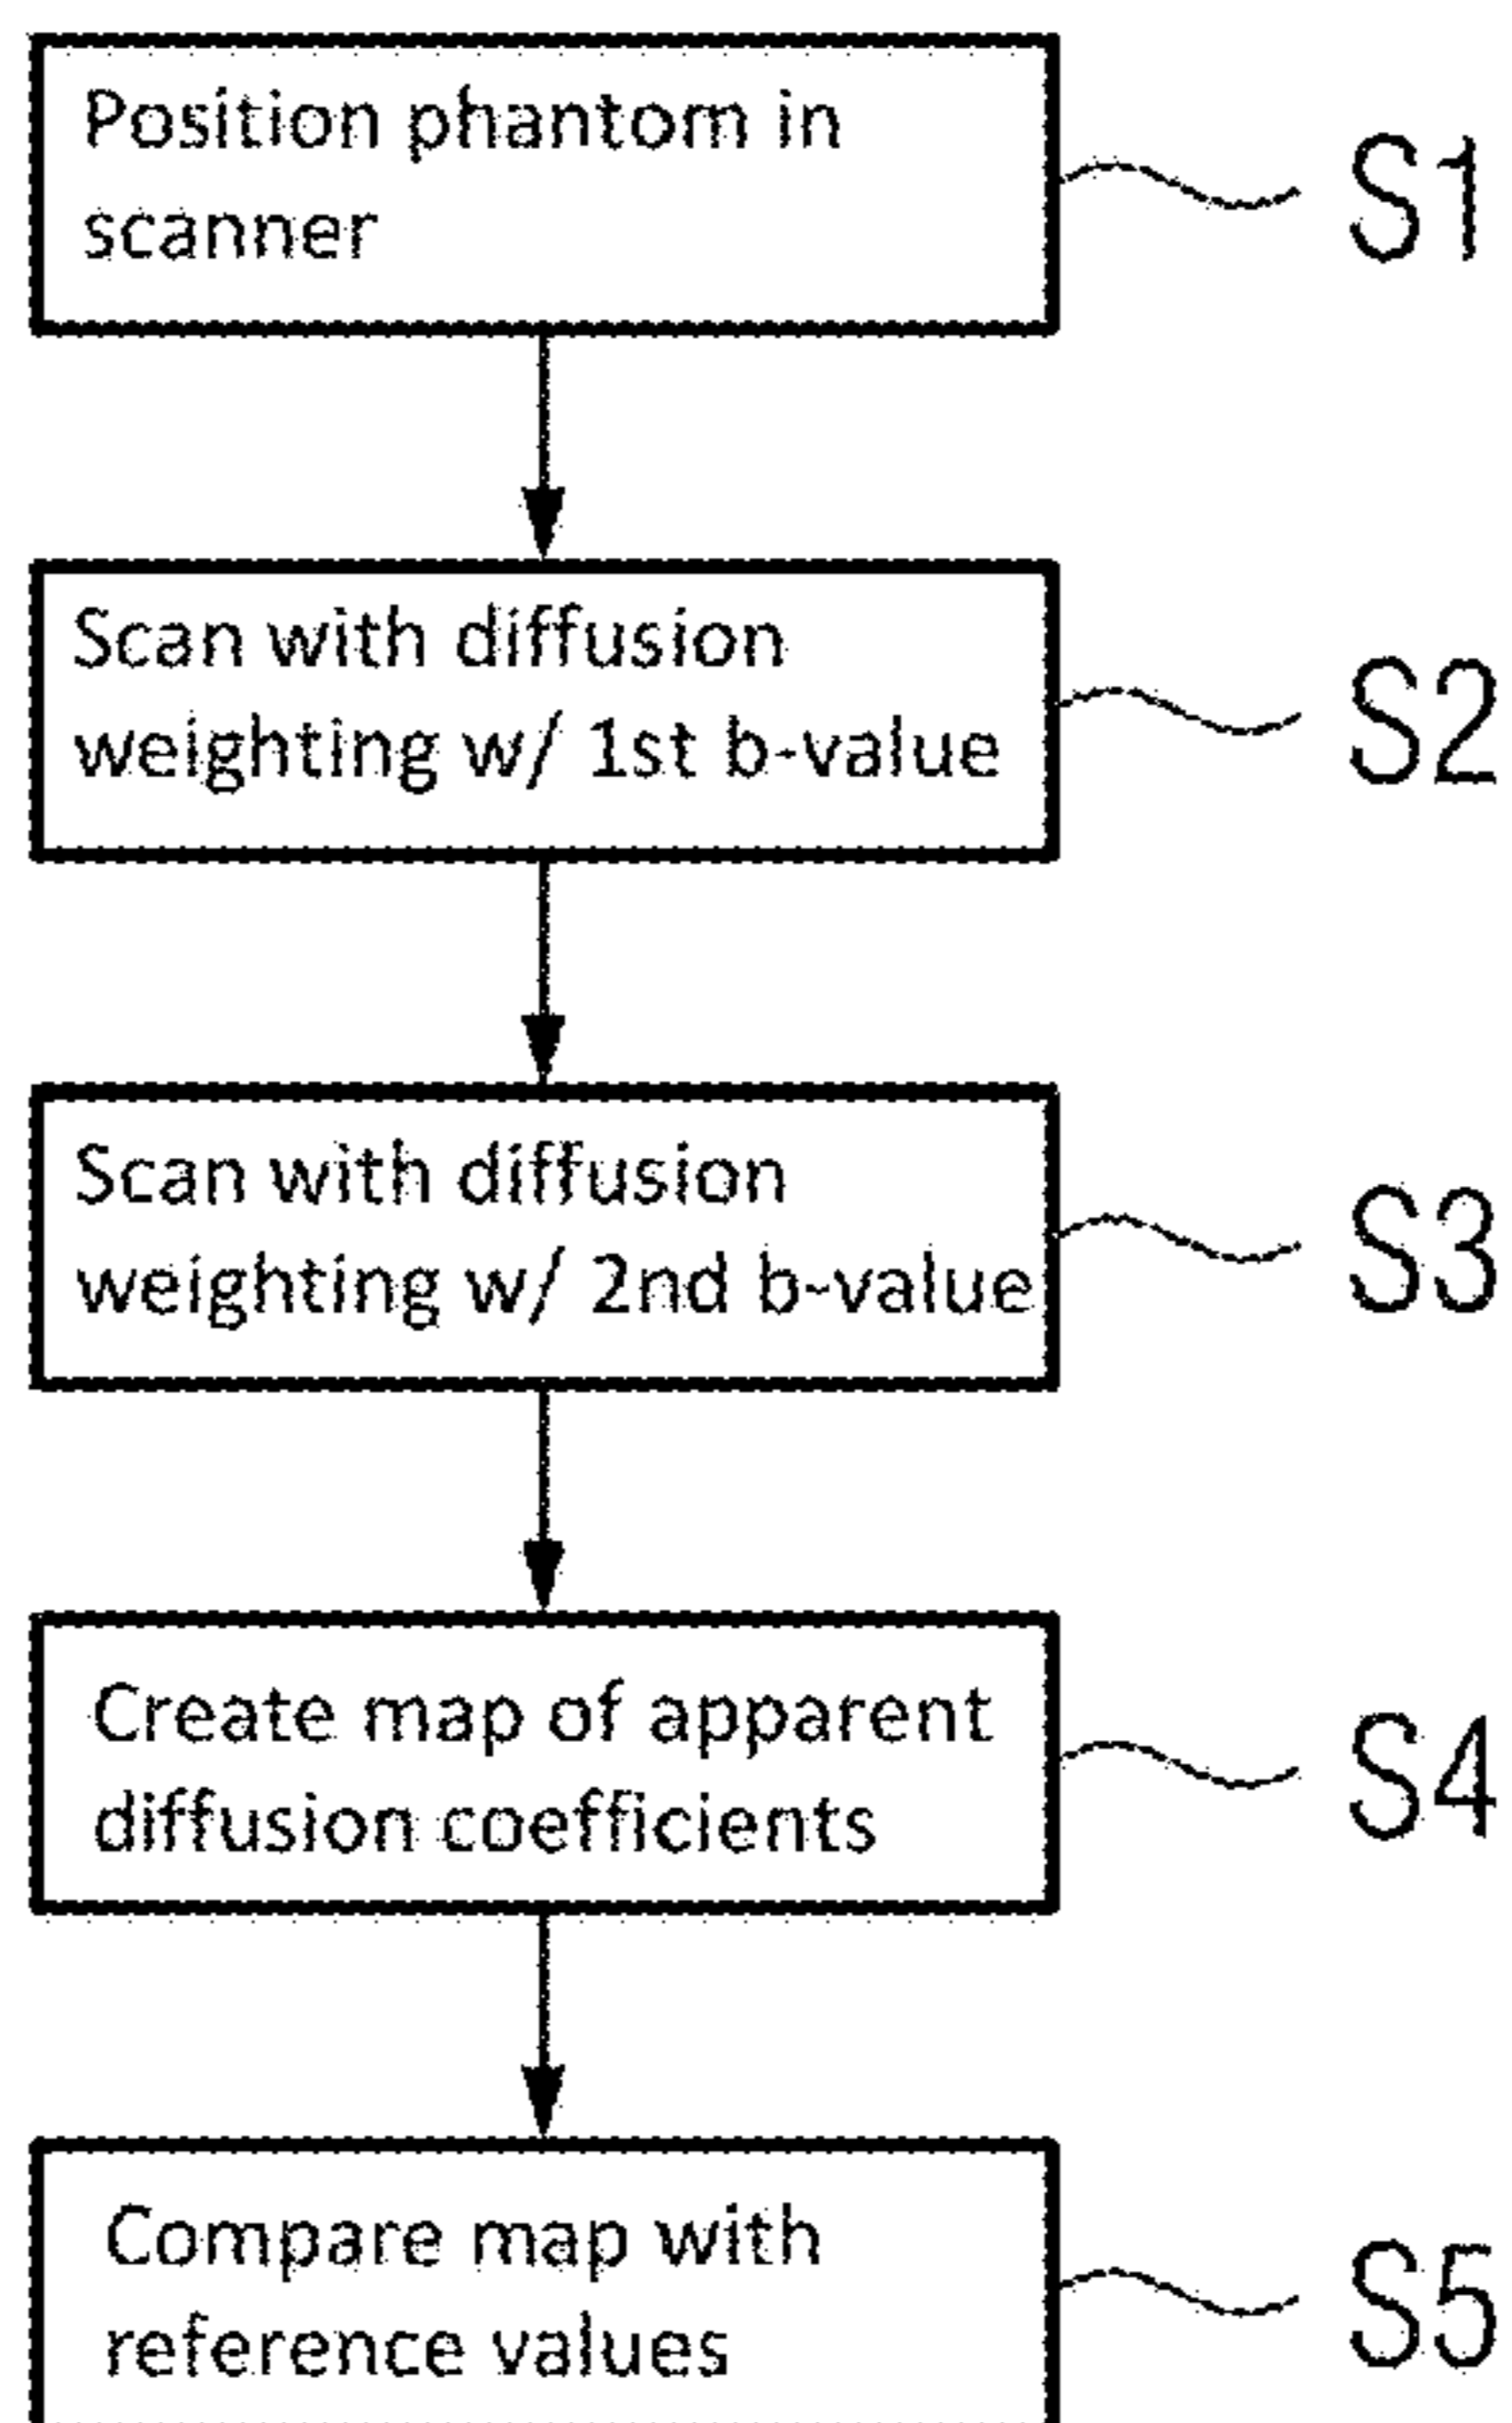 Position phantom in
scanner
S1
Scan with diffusion
weighting w/ 1st b-value
S2
Scan with diffusion
weighting w/ 2nd b-value
S3
Create map of apparent
diffusion coefficients
S4
Compare map with
reference values
S5